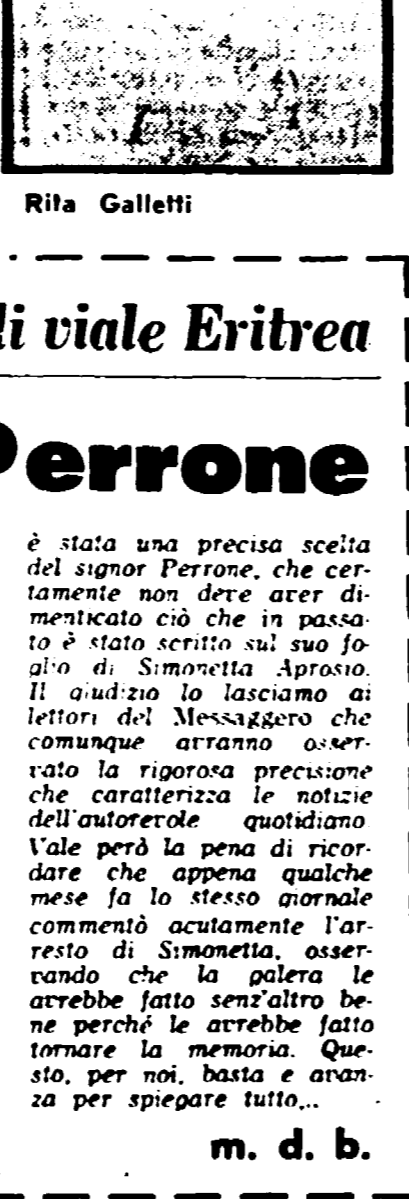 Rita Galletti
di viale Eritrea
Perrone
è stata una precisa scelta
del signor Perrone, che cer-
tamente non deve aver di-
menticato ciò che in passa-
to è stato scritto sul suo fo-
glio di Simonetta Aprosio.
Il giudizio lo lasciamo ai
lettori del Messaggero che
comunque avranno osser-
vato la rigorosa precisione
che caratterizza le notizie
dell'autorevole quotidiano
Vale però la pena di ricor-
dare che appena qualche
mese fa lo stesso giornale
commentò acutamente l'ar-
resto di Simonetta, osser-
vando che la galera le
avrebbe fatto senz'altro be-
ne perché le avrebbe fatto
tornare la memoria. Que-
sto, per noi, basta e avan-
za per spiegare tutto...
m. d. b.